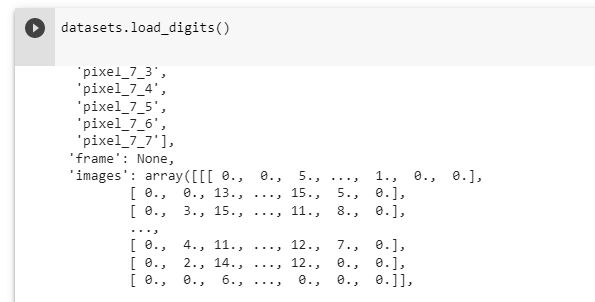 datasets.load_digits()
'pixel_7_3',
'pixel_7_4',
'pixel_7_5',
'pixel_7_6',
'pixel_7_7'],
'frame': None,
'images': array([[[ 0.,  0.,  5., ...,  1.,  0.,  0.],
[ 0.,  0., 13., ..., 15.,  5.,  0.],
[ 0.,  3., 15., ..., 11.,  8.,  0.],
...,
[ 0.,  4., 11., ..., 12.,  7.,  0.],
[ 0.,  2., 14., ..., 12.,  0.,  0.],
[ 0.,  0.,  6., ...,  0.,  0.,  0.]],